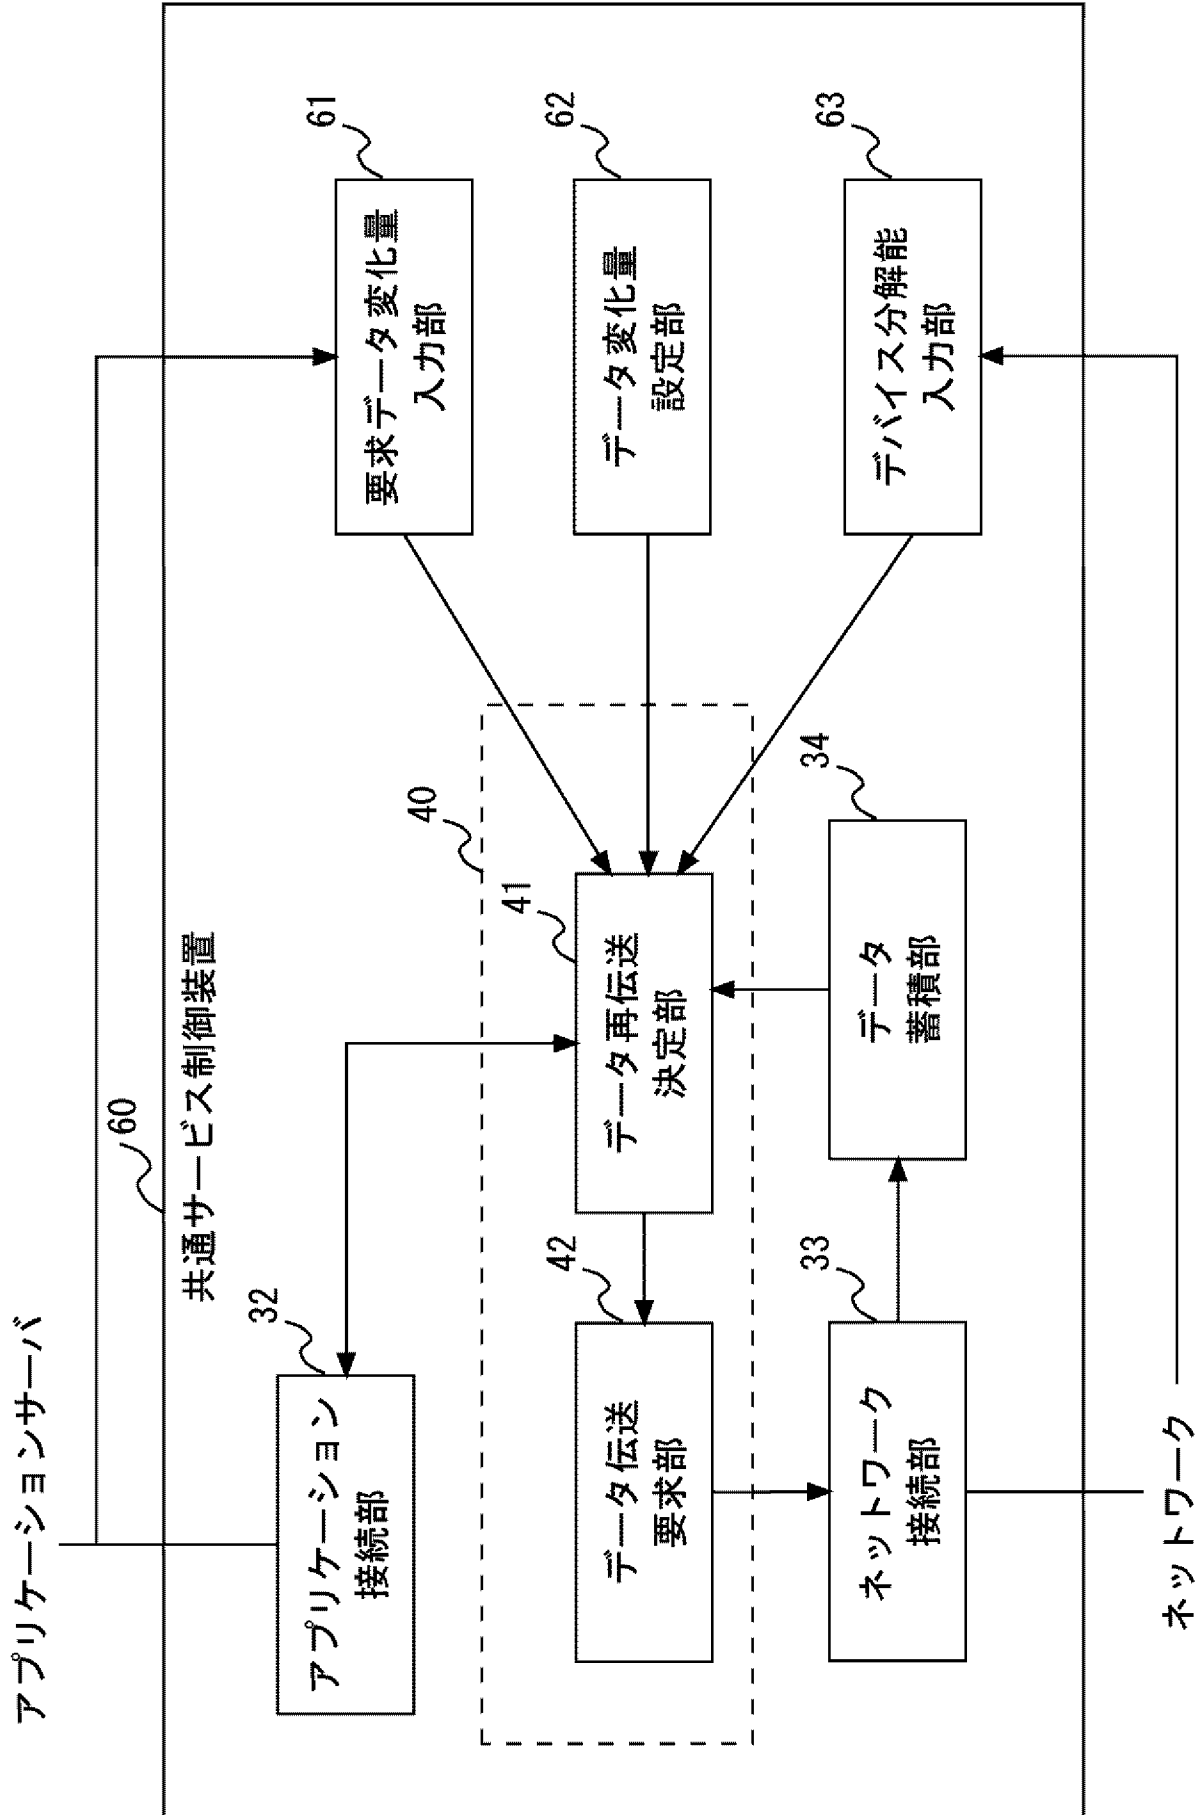 アプリケーションサーバ
60
共通サービス制御装置
32
アプリケーション
接続部
61
要求データ変化量
入力部
40
41
データ再伝送
決定部
42
データ伝送
要求部
62
データ変化量
設定部
33
ネットワーク
接続部
34
データ
蓄積部
63
デバイス分解能
入力部
ネットワーク